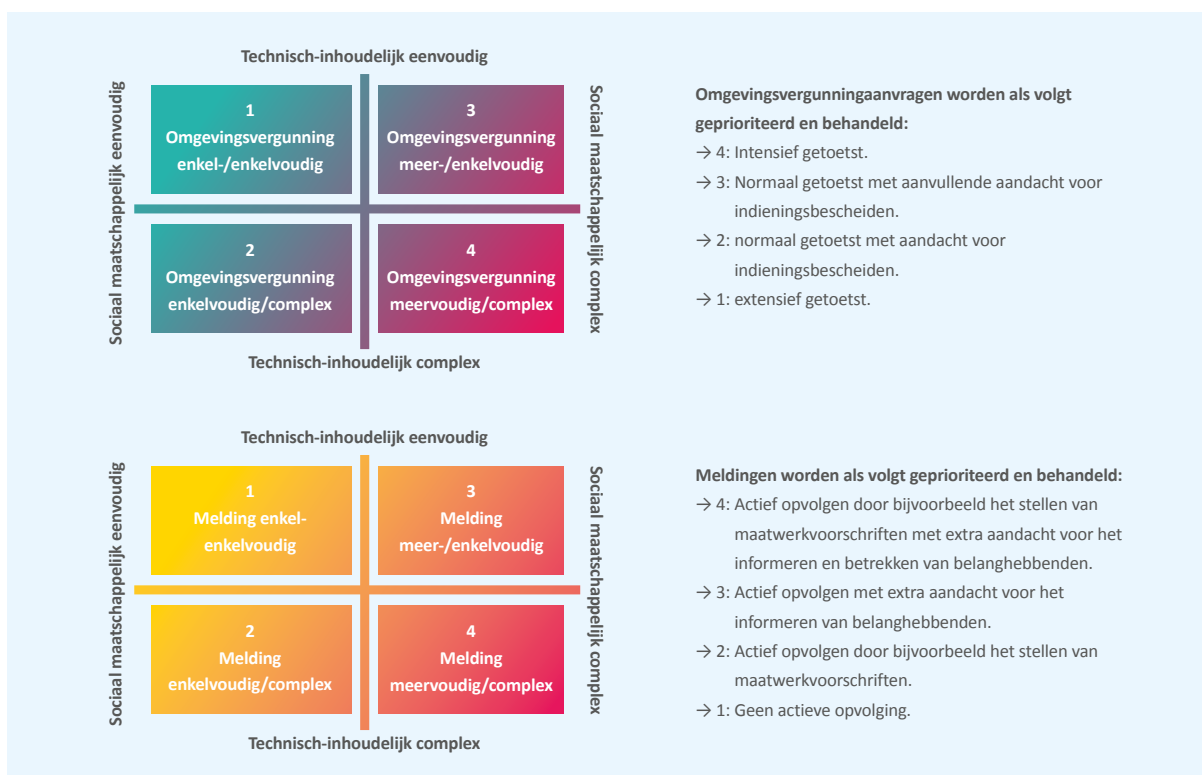 Technisch-inhoudelijk eenvoudig
Sociaal maatschappelijk eenvoudig
1
Omgevingsvergunning
enkel-/enkelvoudig
3
Omgevingsvergunning
meer-/enkelvoudig
2
Omgevingsvergunning
enkelvoudig/complex
4
Omgevingsvergunning
meervoudig/complex
Sociaal maatschappelijk complex
Technisch-inhoudelijk complex
Omgevingsvergunningaanvragen worden als volgt
geprioriteerd en behandeld:
→ 4: Intensief getoetst.
→ 3: Normaal getoetst met aanvullende aandacht voor
indieningsbescheiden.
→ 2: normaal getoetst met aandacht voor
indieningsbescheiden.
→ 1: extensief getoetst.
Technisch-inhoudelijk eenvoudig
Sociaal maatschappelijk eenvoudig
1
Melding enkel-
enkelvoudig
3
Melding
meer-/enkelvoudig
2
Melding
enkelvoudig/complex
4
Melding
meervoudig/complex
Sociaal maatschappelijk complex
Technisch-inhoudelijk complex
Meldingen worden als volgt geprioriteerd en behandeld:
→ 4: Actief opvolgen door bijvoorbeeld het stellen van
maatwerkvoorschriften met extra aandacht voor het
informeren en betrekken van belanghebbenden.
→ 3: Actief opvolgen met extra aandacht voor het
informeren van belanghebbenden.
→ 2: Actief opvolgen door bijvoorbeeld het stellen van
maatwerkvoorschriften.
→ 1: Geen actieve opvolging.